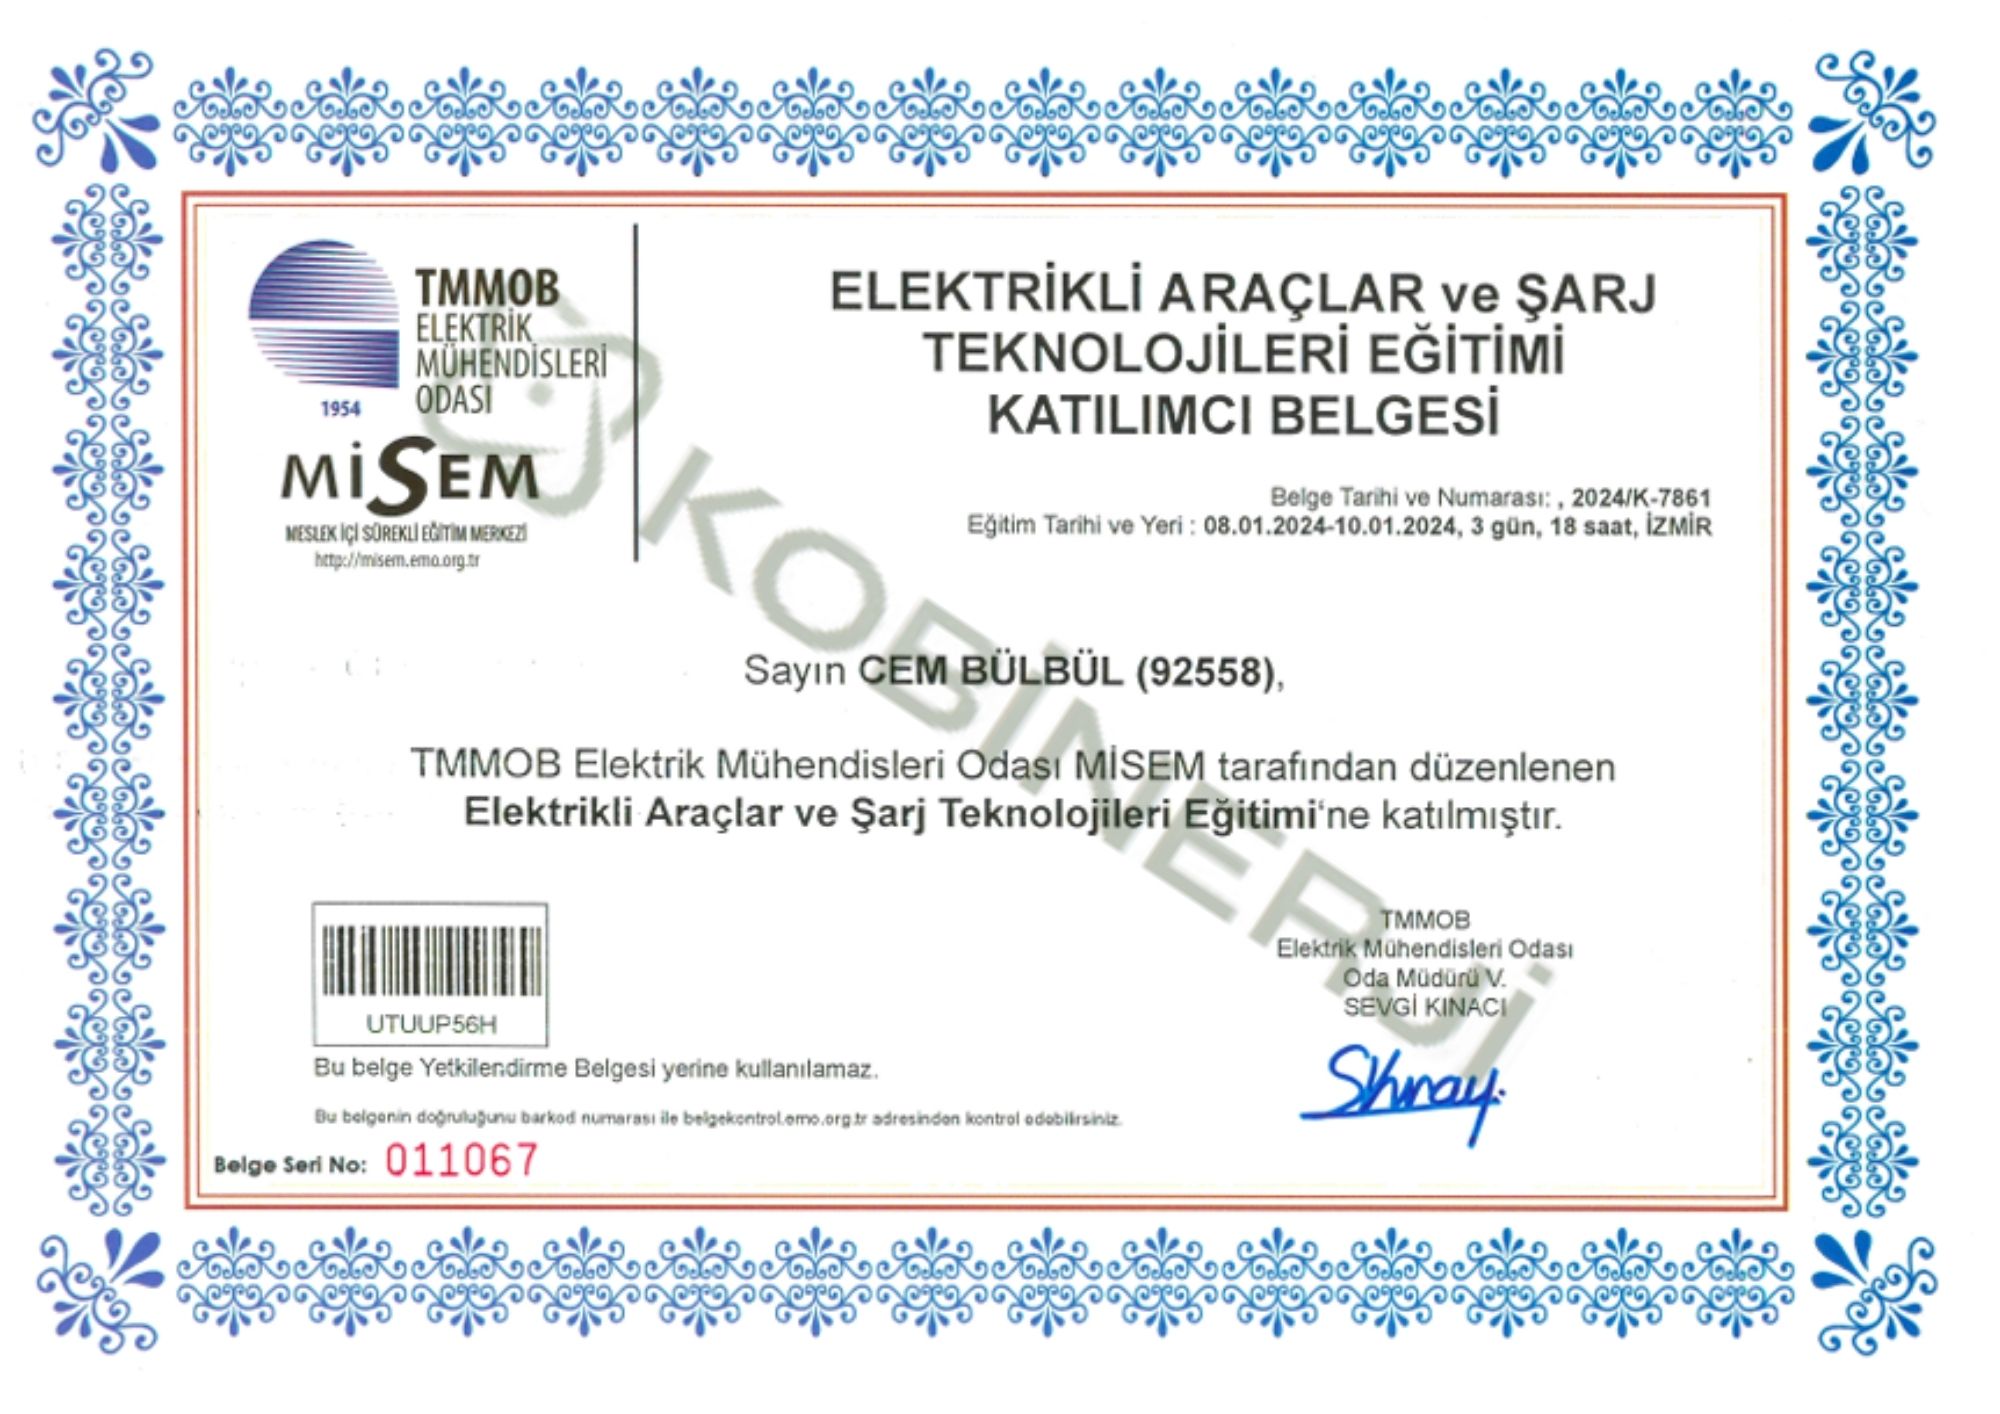 TMMOB
ELEKTRİK
MÜHENDİSLERİ
ODASI
1954
MİSEM
MESLEK İÇİ SÜREKLİ EĞİTİM MERKEZİ
http://misem.emo.org.tr
ELEKTRİKLİ ARAÇLAR ve ŞARJ
TEKNOLOJİLERİ EĞİTİMİ
KATILIMCI BELGESİ
Belge Tarihi ve Numarası: , 2024/K-7861
Eğitim Tarihi ve Yeri : 08.01.2024-10.01.2024, 3 gün, 18 saat, İZMİR
KOBİNERJİ
Sayın CEM BÜLBÜL (92558),
TMMOB Elektrik Mühendisleri Odası MİSEM tarafından düzenlenen
Elektrikli Araçlar ve Şarj Teknolojileri Eğitimi‘ne katılmıştır.
UTUUP56H
TMMOB
Elektrik Mühendisleri Odası
Oda Müdürü V.
SEVGİ KINACI
Bu belge Yetkilendirme Belgesi yerine kullanılamaz.
Bu belgenin doğruluğunu barkod numarası ile belgekontrol.emo.org.tr adresinden kontrol edebilirsiniz.
Belge Seri No: 011067